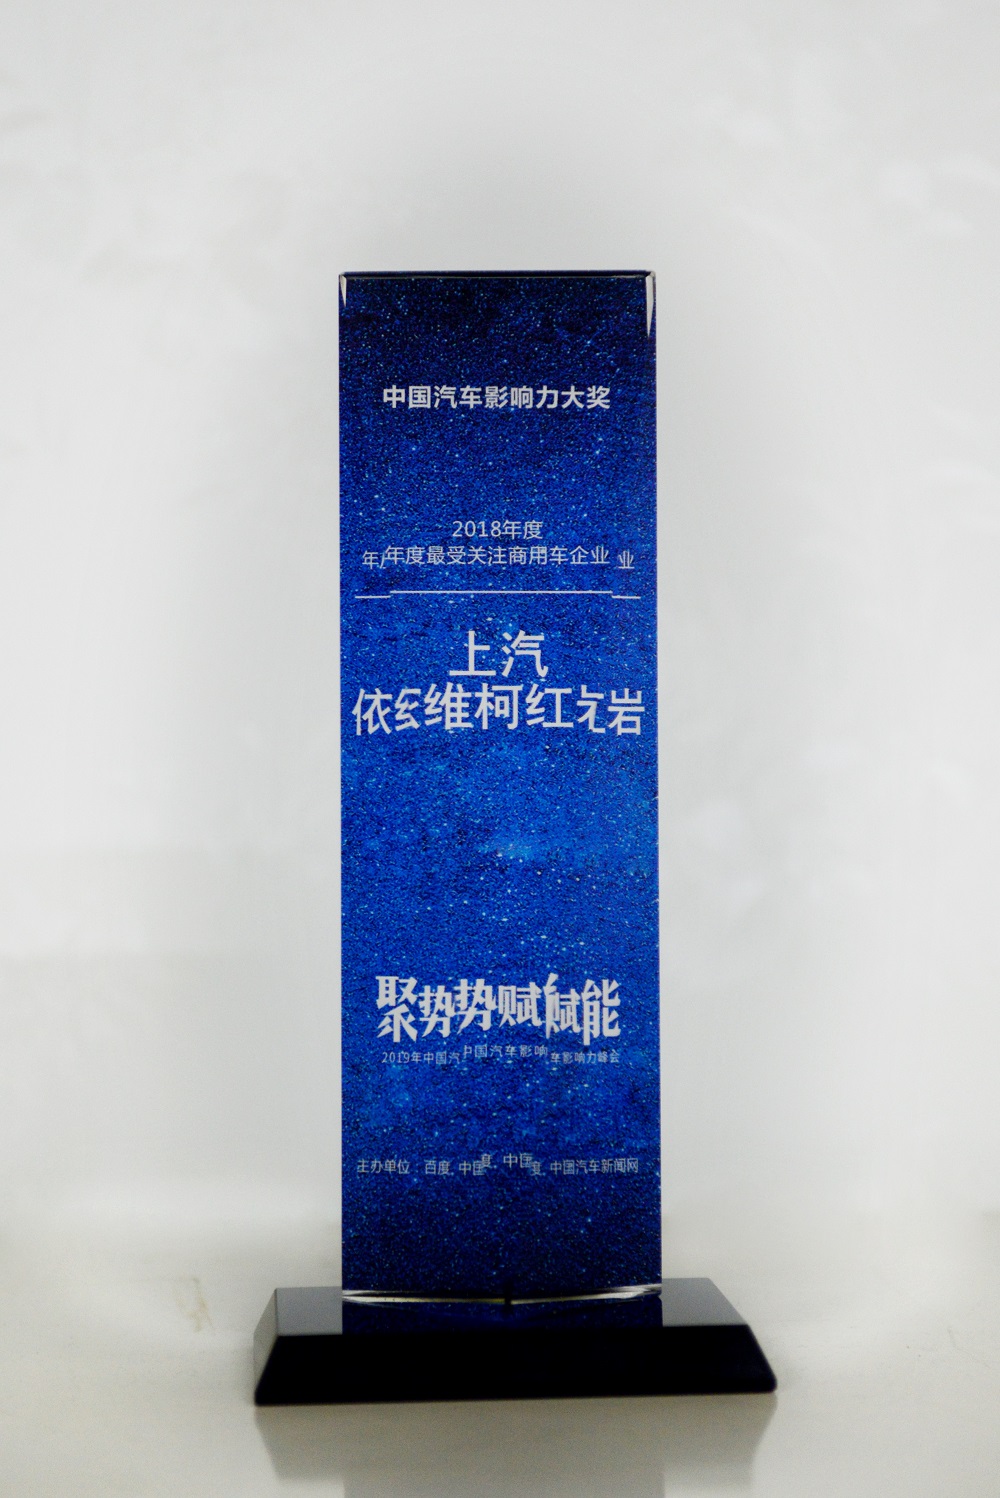 中国汽车影响力大奖
2018年度
年度最受关注商用车企业
上汽
依维柯红岩
聚势赋能
2019年中国汽车影响力峰会
主办单位 百度. 中国汽车新闻网